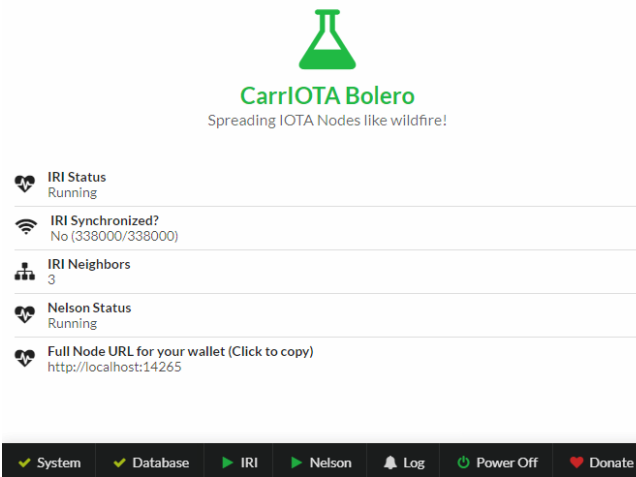 CarrIOTA Bolero
Spreading IOTA Nodes like wildfire!
IRI Status
Running
IRI Synchronized?
No (338000/338000)
IRI Neighbors
3
Nelson Status
Running
Full Node URL for your wallet (Click to copy)
http://localhost:14265
System Database IRI Nelson Log Power Off Donate